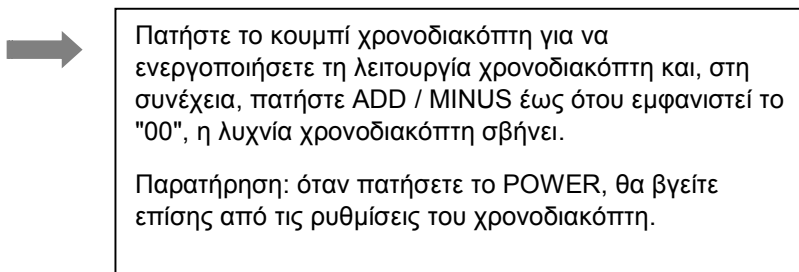 Πατήστε το κουμπί χρονοδιακόπτη για να
ενεργοποιήσετε τη λειτουργία χρονοδιακόπτη και, στη
συνέχεια, πατήστε ADD / MINUS έως ότου εμφανιστεί το
"00", η λυχνία χρονοδιακόπτη σβήνει.
Παρατήρηση: όταν πατήσετε το POWER, θα βγείτε
επίσης από τις ρυθμίσεις του χρονοδιακόπτη.